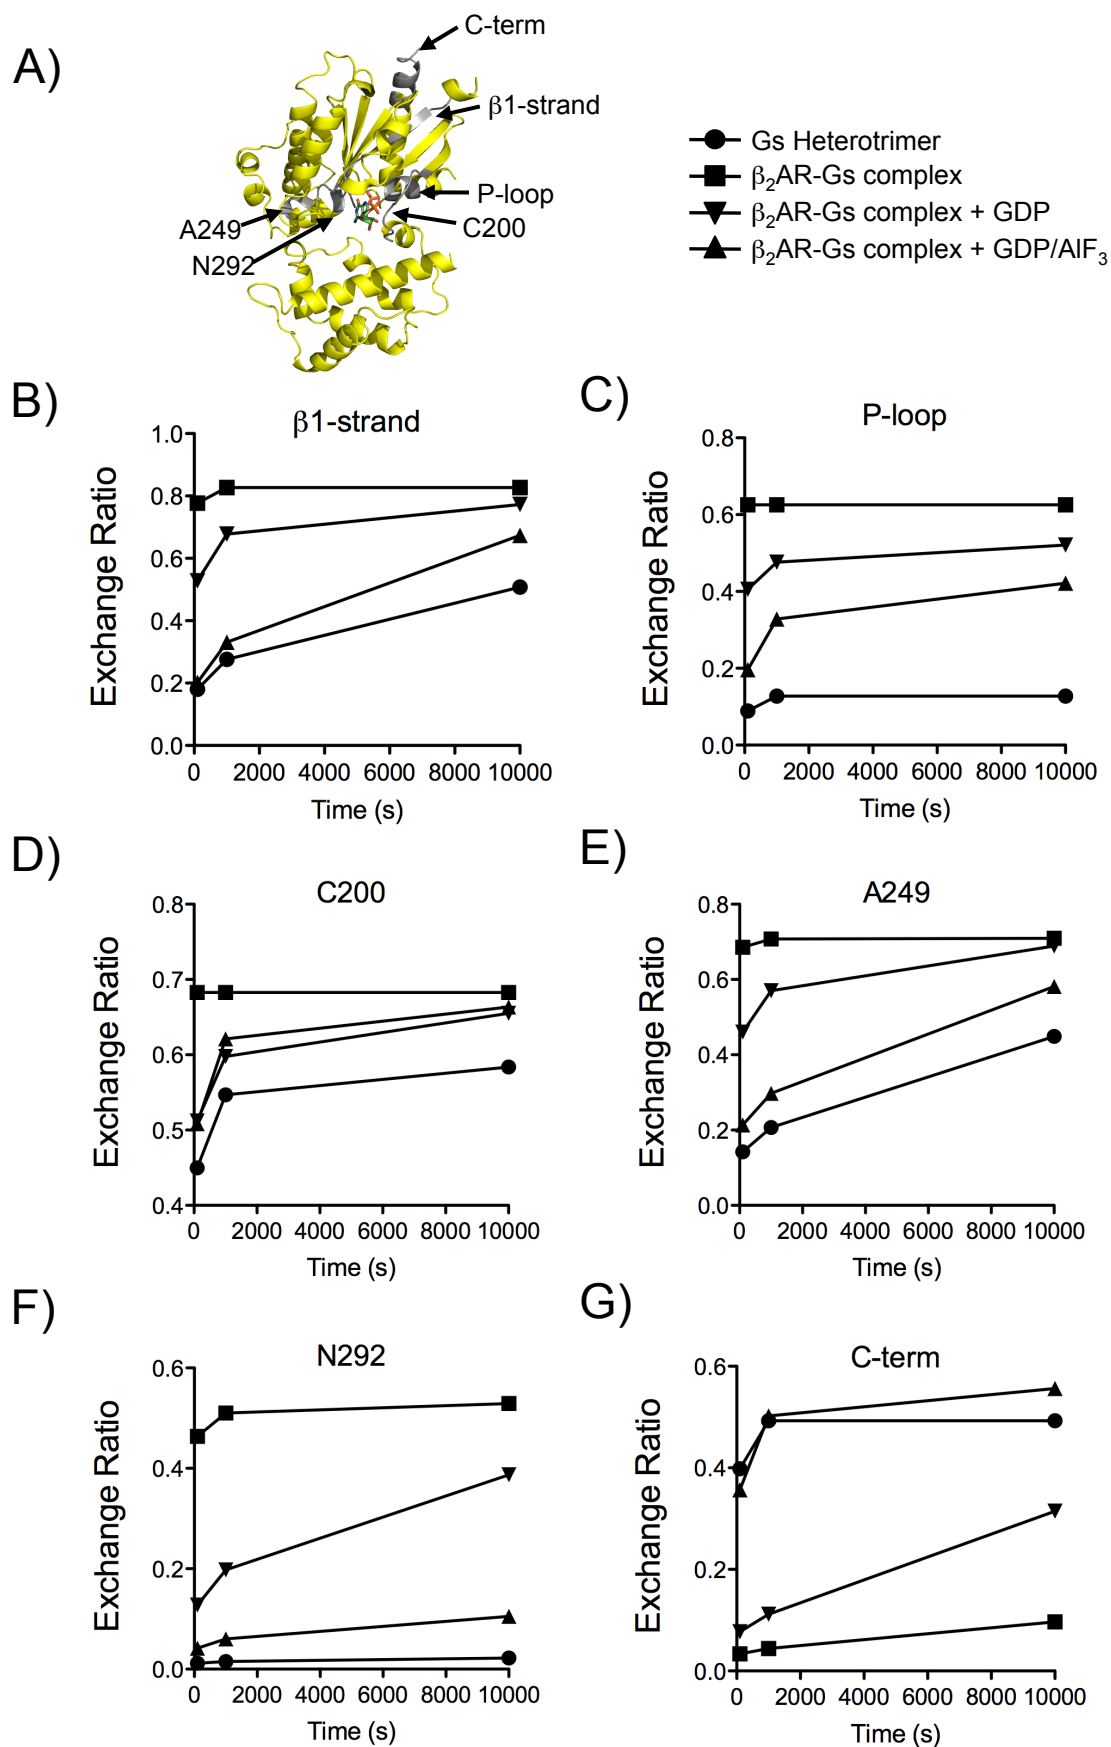 A)
C-term
β1-strand
P-loop
C200
A249
N292
Gs Heterotrimer
β₂AR-Gs complex
β₂AR-Gs complex + GDP
β₂AR-Gs complex + GDP/AlF₃
B)
β1-strand
Exchange Ratio
1.0
0.8
0.6
0.4
0.2
0.0
0 2000 4000 6000 8000 10000
Time (s)
C)
P-loop
Exchange Ratio
0.8
0.6
0.4
0.2
0.0
0 2000 4000 6000 8000 10000
Time (s)
D)
C200
Exchange Ratio
0.8
0.7
0.6
0.5
0.4
0 2000 4000 6000 8000 10000
Time (s)
E)
A249
Exchange Ratio
0.8
0.6
0.4
0.2
0.0
0 2000 4000 6000 8000 10000
Time (s)
F)
N292
Exchange Ratio
0.6
0.4
0.2
0.0
0 2000 4000 6000 8000 10000
Time (s)
G)
C-term
Exchange Ratio
0.6
0.4
0.2
0.0
0 2000 4000 6000 8000 10000
Time (s)